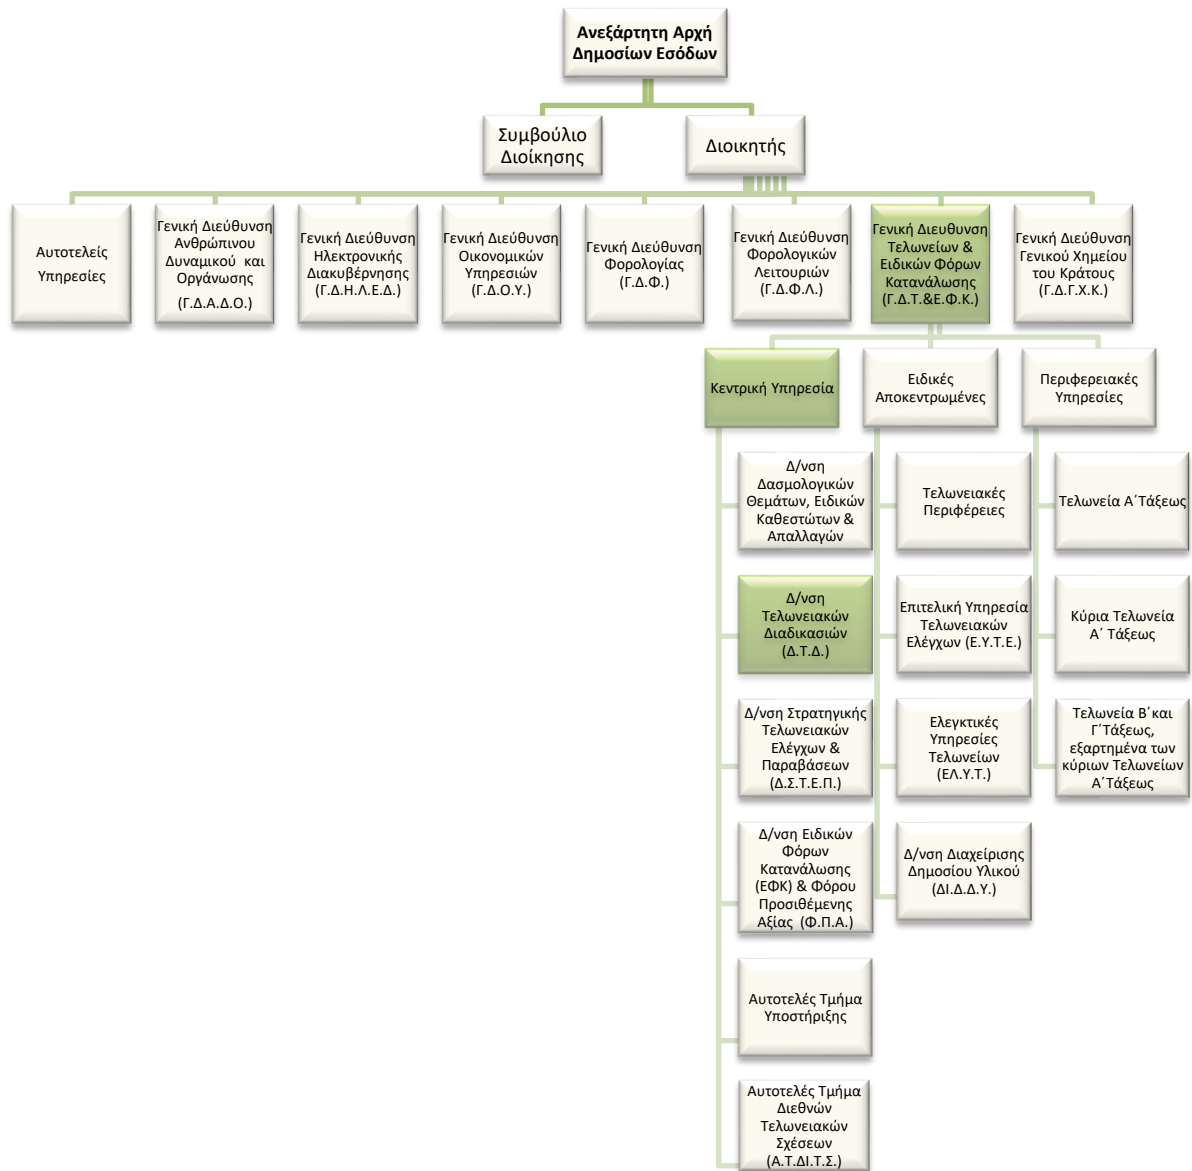 Ανεξάρτητη Αρχή
Δημοσίων Εσόδων
Συμβούλιο
Διοίκησης
Διοικητής
Αυτοτελείς
Υπηρεσίες
Γενική Διεύθυνση
Ανθρώπινου
Δυναμικού και
Οργάνωσης
(Γ.Δ.Α.Δ.Ο.)
Γενική Διεύθυνση
Ηλεκτρονικής
Διακυβέρνησης
(Γ.Δ.Η.Λ.Ε.Δ.)
Γενική Διεύθυνση
Οικονομικών
Υπηρεσιών
(Γ.Δ.Ο.Υ.)
Γενική Διεύθυνση
Φορολογίας
(Γ.Δ.Φ.)
Γενική Διεύθυνση
Φορολογικών
Λειτουριών
(Γ.Δ.Φ.Λ.)
Γενική Διευθυνση
Τελωνείων &
Ειδικών Φόρων
Κατανάλωσης
(Γ.Δ.Τ.&Ε.Φ.Κ.)
Γενική Διεύθυνση
Γενικού Χημείου
του Κράτους
(Γ.Δ.Γ.Χ.Κ.)
Κεντρική Υπηρεσία
Ειδικές
Αποκεντρωμένες
Περιφερειακές
Υπηρεσίες
Δ/νση
Δασμολογικών
Θεμάτων, Ειδικών
Καθεστώτων &
Απαλλαγών
Τελωνειακές
Περιφέρειες
Τελωνεία Α΄Τάξεως
Δ/νση
Τελωνειακών
Διαδικασιών
(Δ.Τ.Δ.)
Επιτελική Υπηρεσία
Τελωνειακών
Ελέγχων (Ε.Υ.Τ.Ε.)
Κύρια Τελωνεία
Α΄ Τάξεως
Δ/νση Στρατηγικής
Τελωνειακών
Ελέγχων &
Παραβάσεων
(Δ.Σ.Τ.Ε.Π.)
Ελεγκτικές
Υπηρεσίες
Τελωνείων
(ΕΛ.Υ.Τ.)
Τελωνεία Β΄και
Γ΄Τάξεως,
εξαρτημένα των
κύριων Τελωνείων
Α΄Τάξεως
Δ/νση Ειδικών
Φόρων
Κατανάλωσης
(ΕΦΚ) & Φόρου
Προσιθέμενης
Αξίας (Φ.Π.Α.)
Δ/νση Διαχείρισης
Δημοσίου Υλικού
(ΔΙ.Δ.Δ.Υ.)
Αυτοτελές Τμήμα
Υποστήριξης
Αυτοτελές Τμήμα
Διεθνών
Τελωνειακών
Σχέσεων
(Α.Τ.ΔΙ.Τ.Σ.)